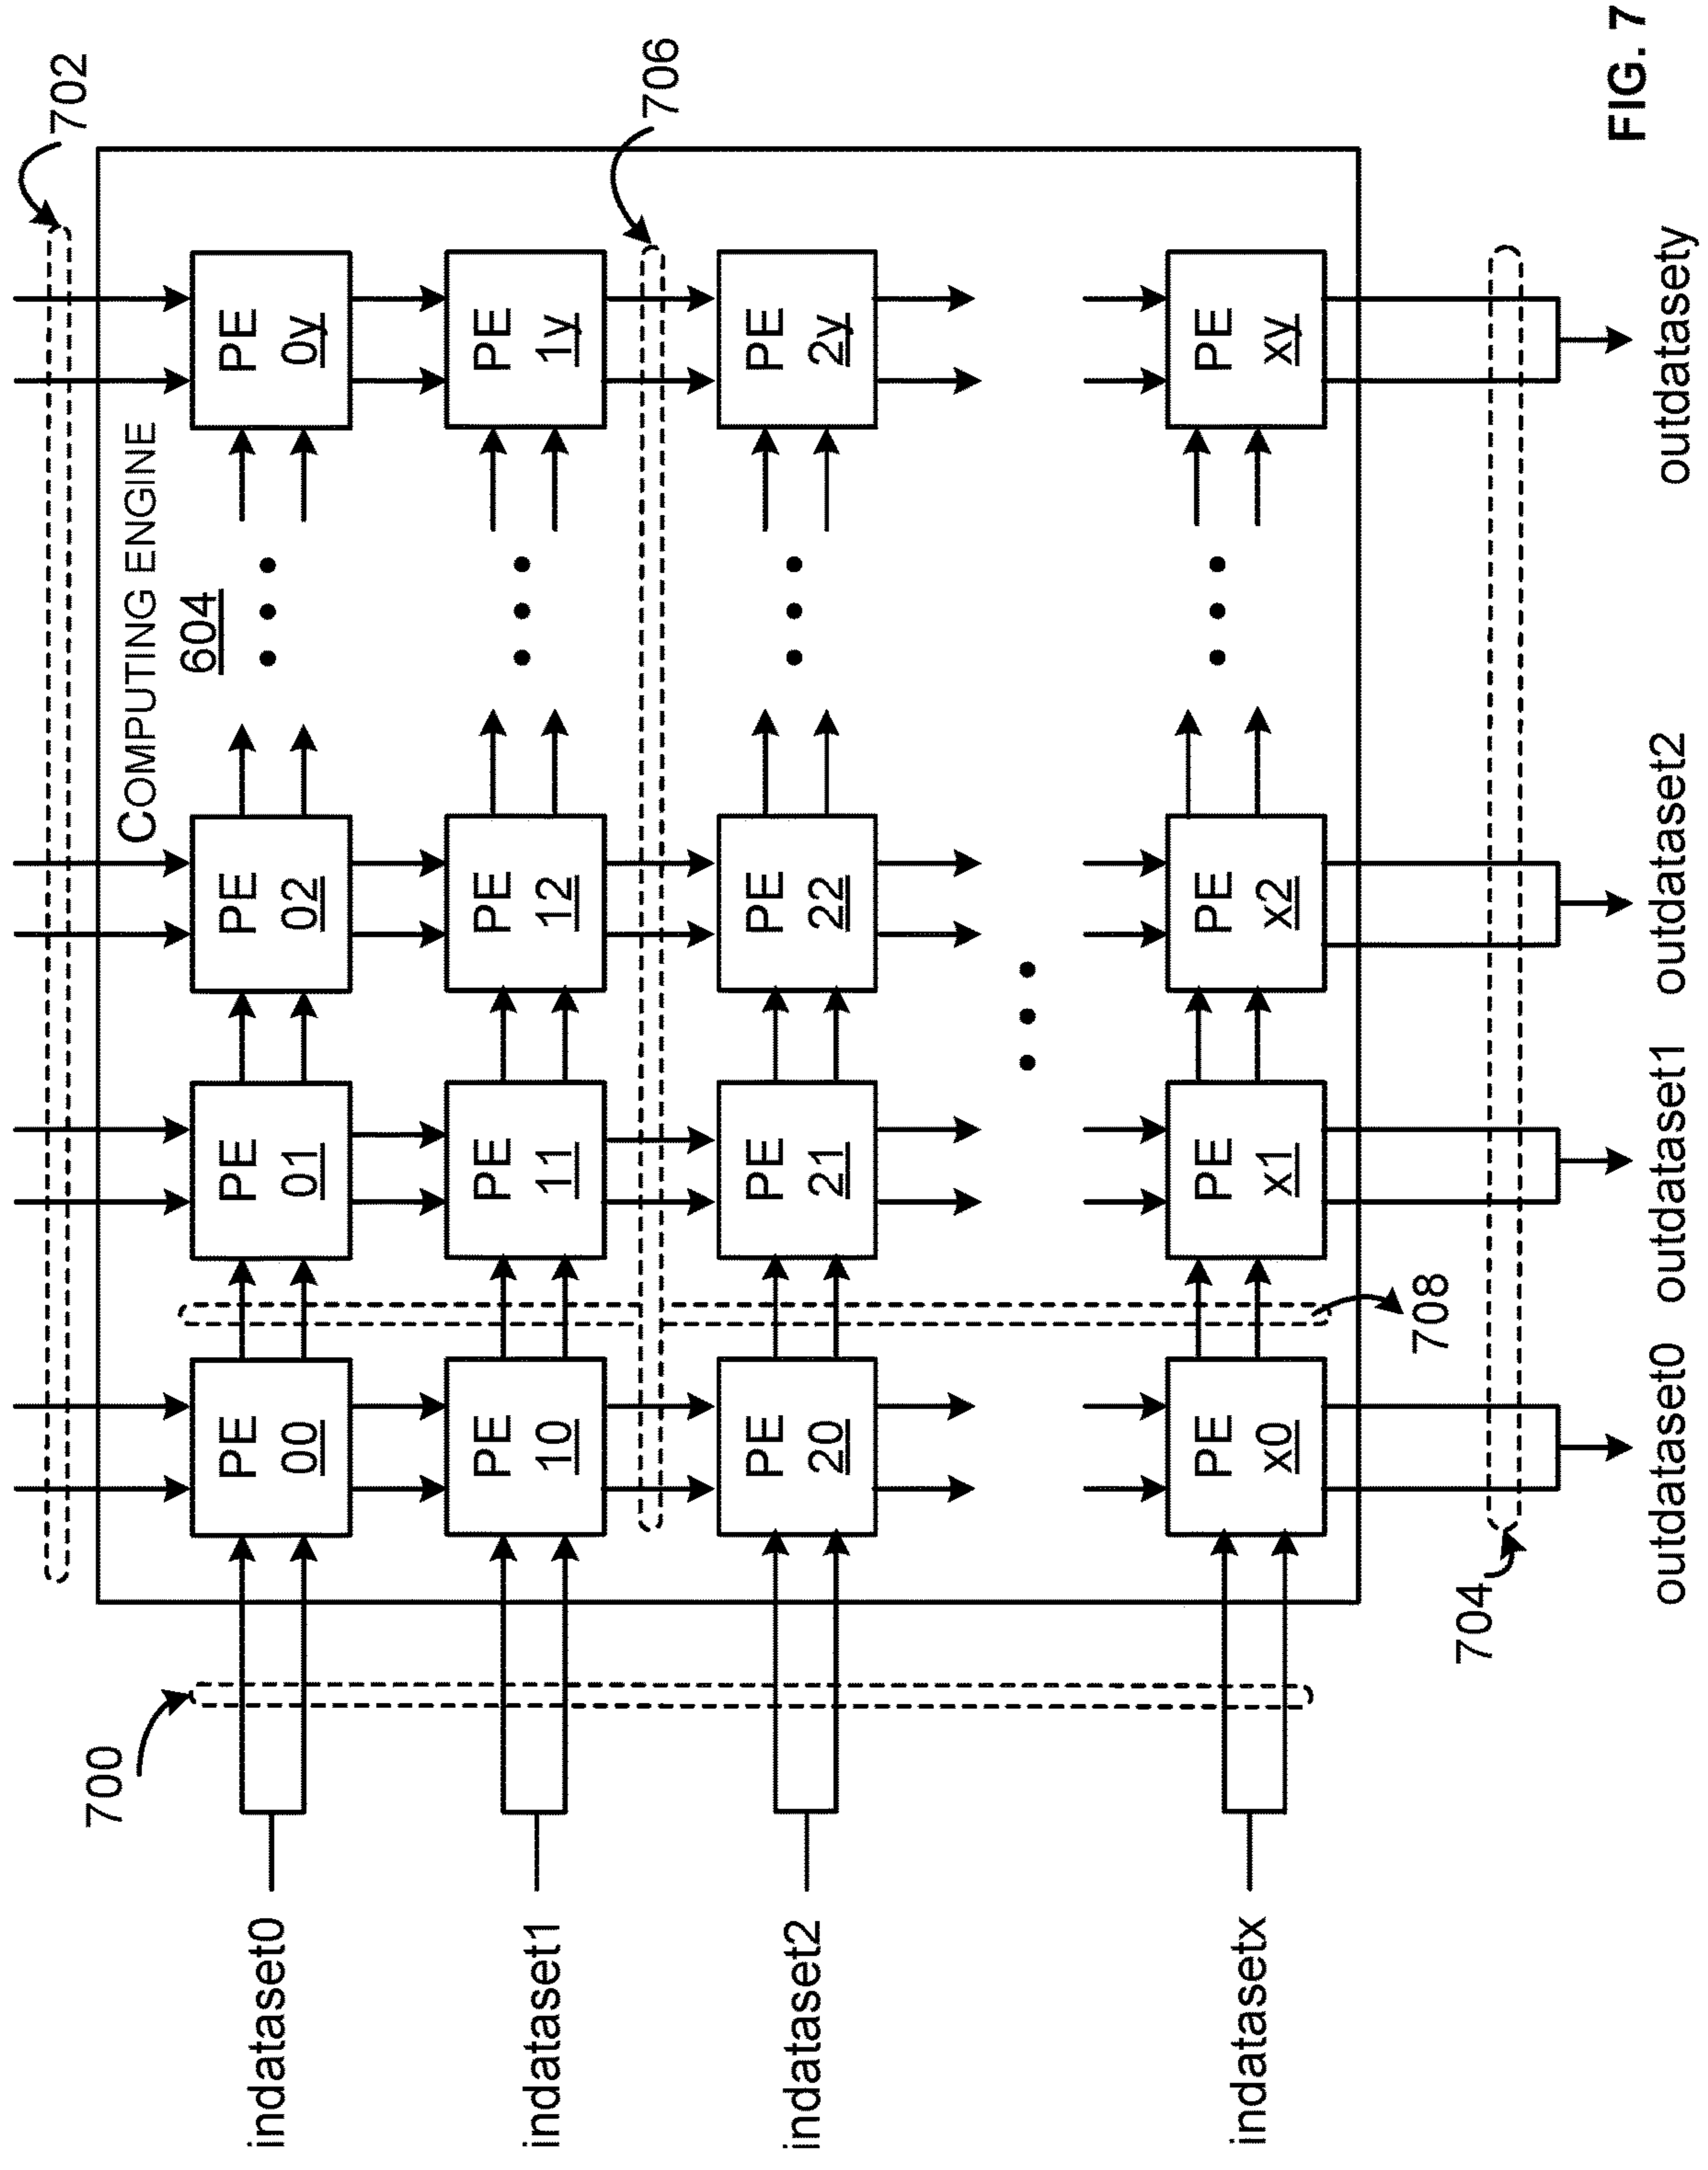 702
COMPUTING ENGINE
604
PE 00
PE 01
PE 02
PE 0y
PE 10
PE 11
PE 12
PE 1y
706
PE 20
PE 21
PE 22
PE 2y
PE x0
PE x1
PE x2
PE xy
700
indataset0
indataset1
indataset2
indatasetx
708
704
outdataset0
outdataset1
outdataset2
outdatasety
FIG. 7